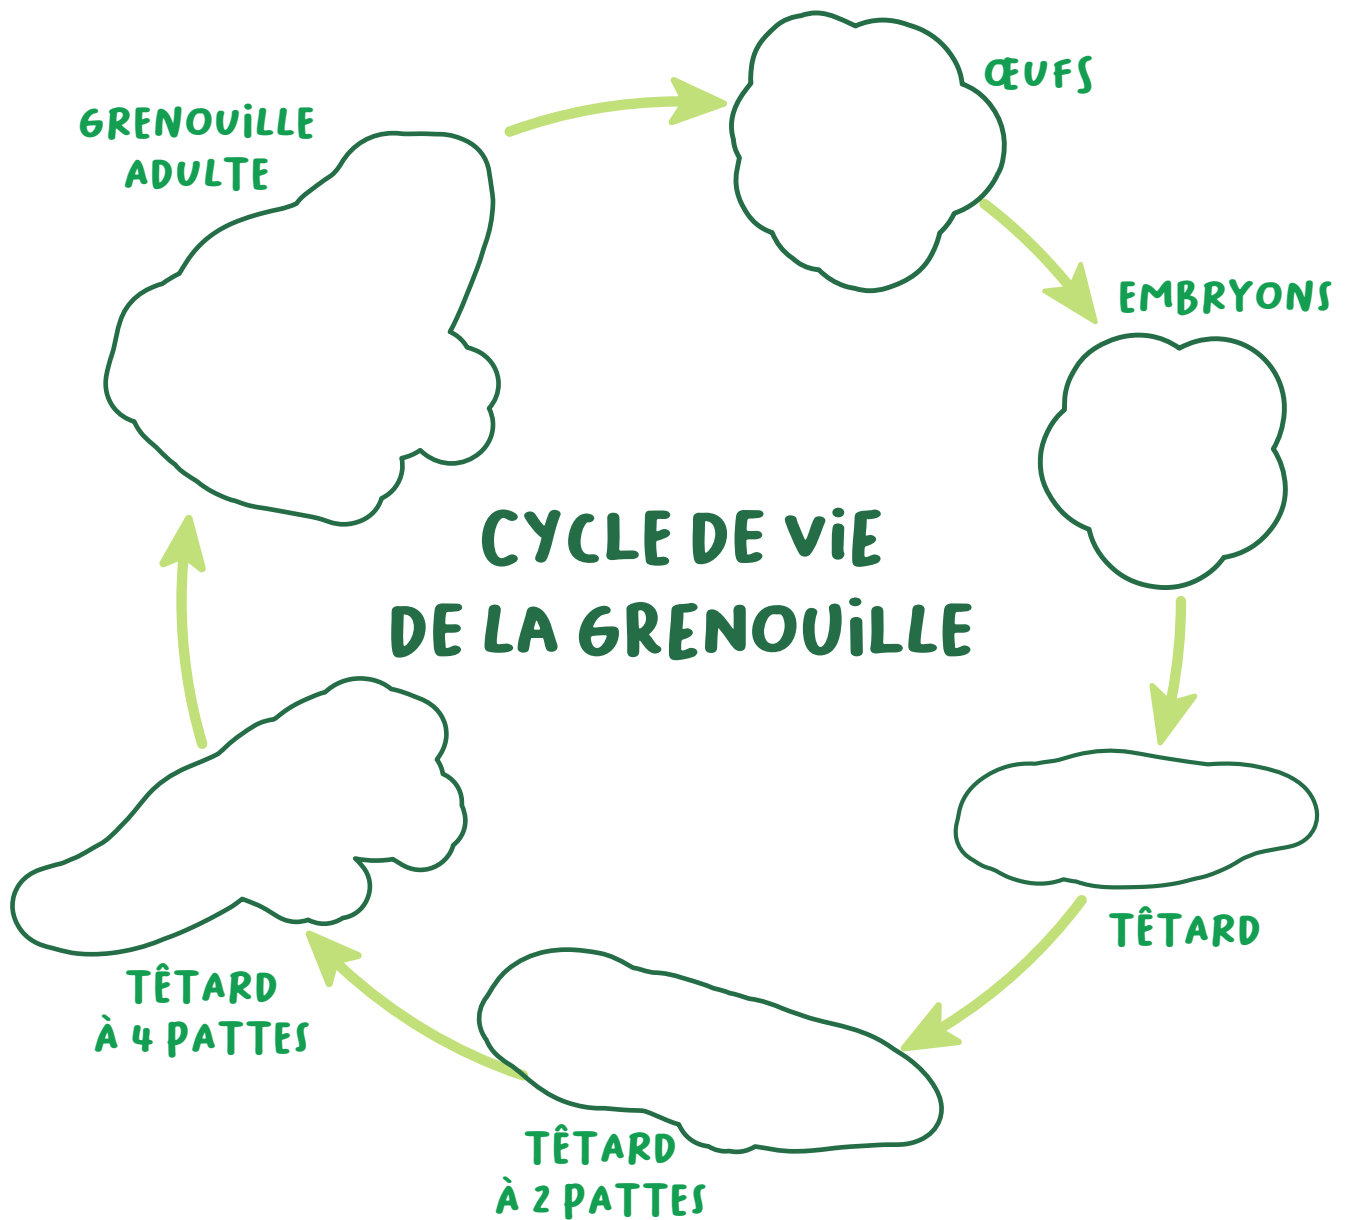 ŒUFS
GRENOUILLE
ADULTE
EMBRYONS
CYCLE DE VIE
DE LA GRENOUILLE
TÊTARD
TÊTARD
À 4 PATTES
TÊTARD
À 2 PATTES